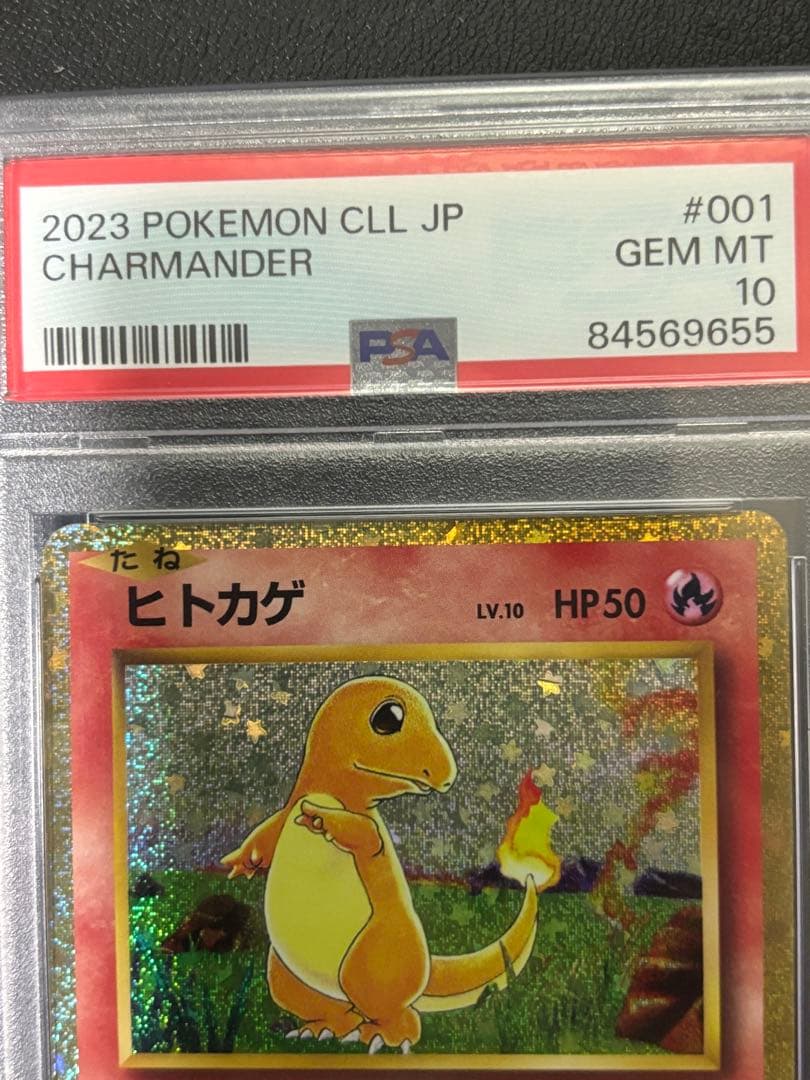 2023 POKEMON CLL JP #001
CHARMANDER GEM MT
10
PSA 84569655
たね
ヒトカゲ LV.10 HP50